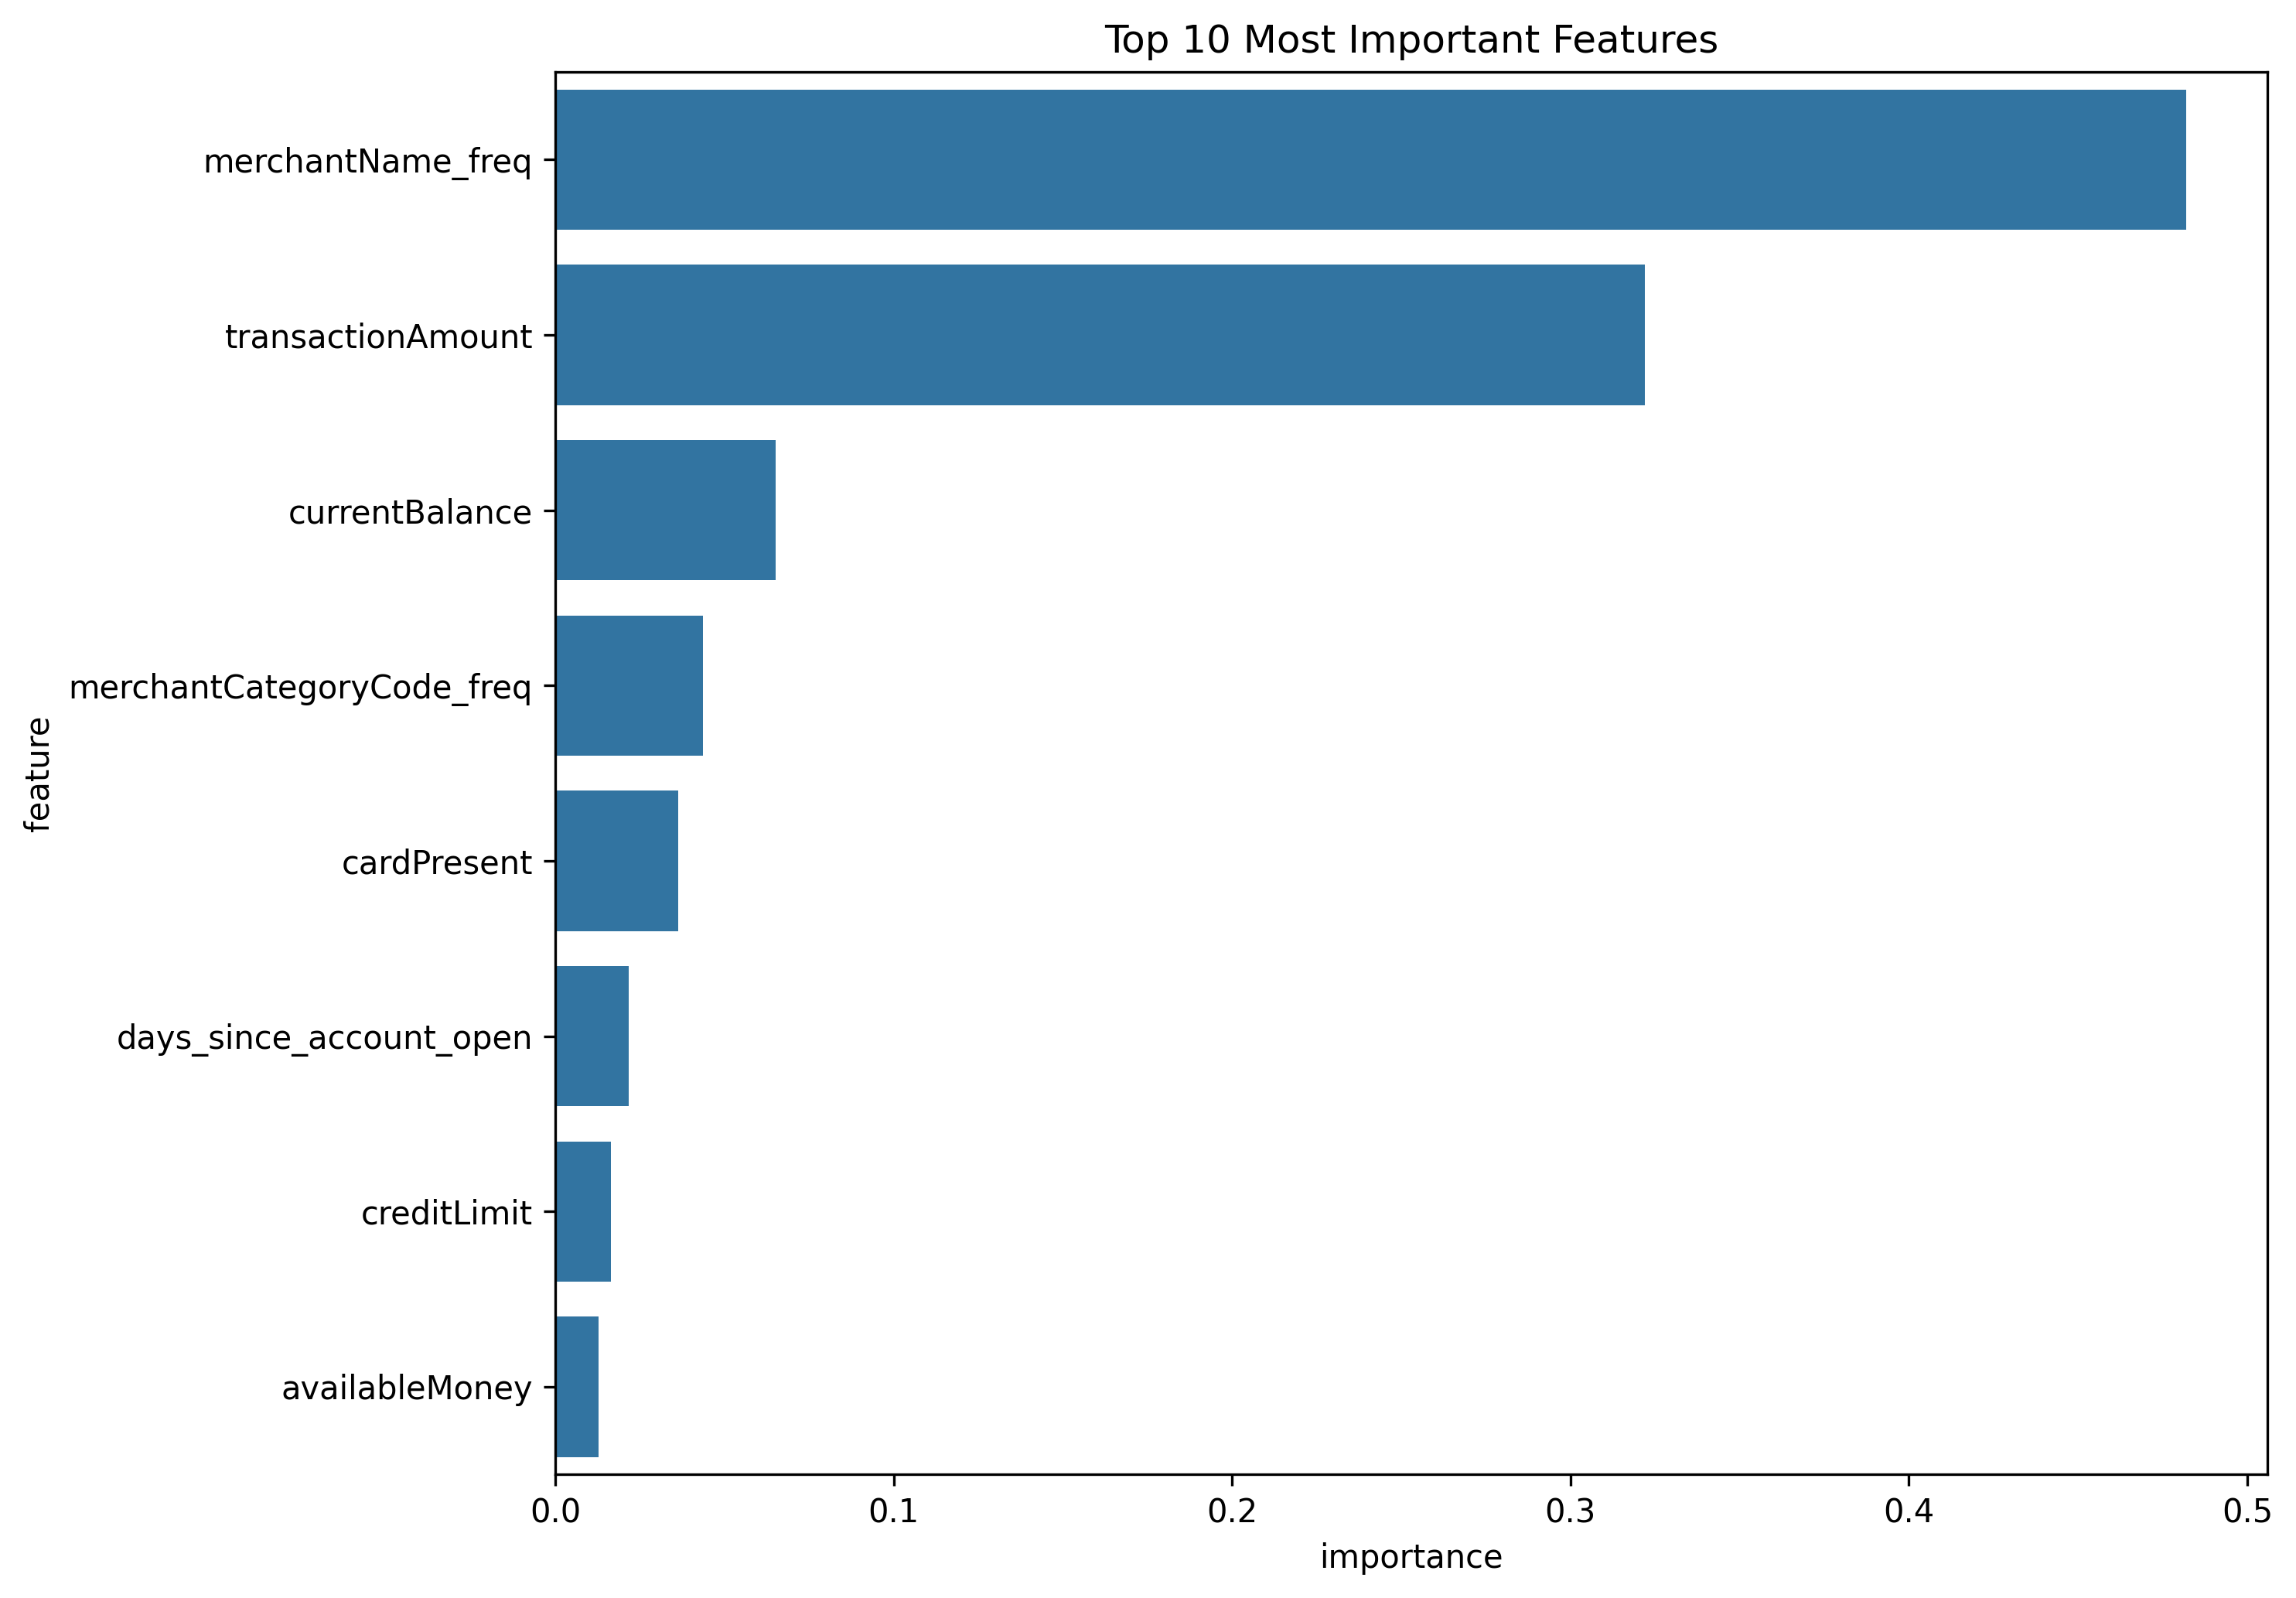 Top 10 Most Important Features
merchantName_freq
transactionAmount
currentBalance
merchantCategoryCode_freq
cardPresent
days_since_account_open
creditLimit
availableMoney
feature
0.0 0.1 0.2 0.3 0.4 0.5
importance